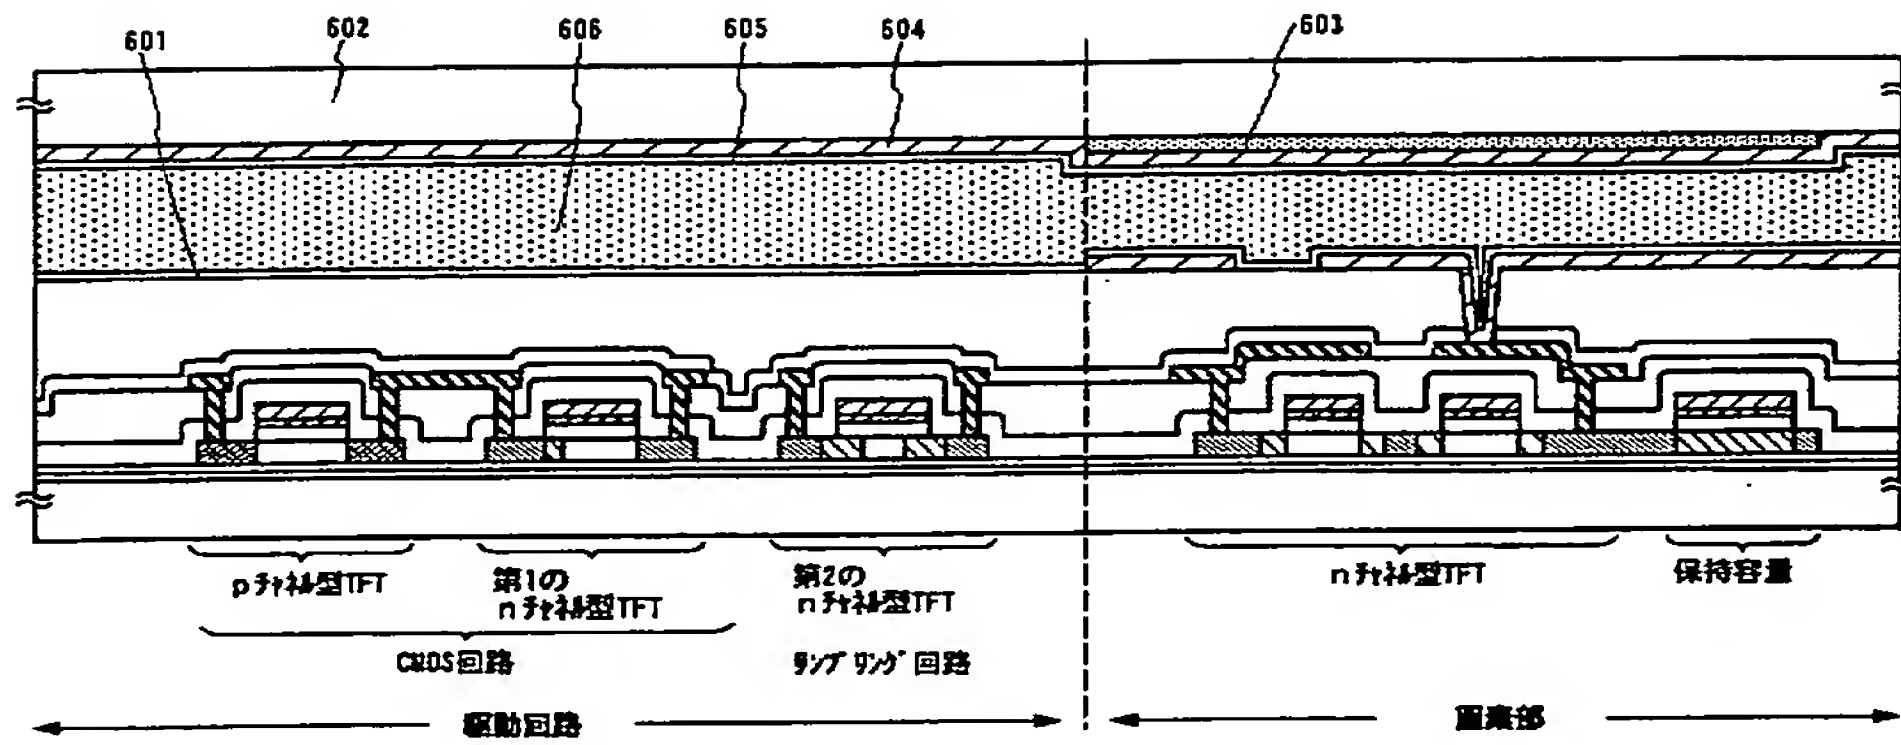 601
602
606
605
604
603
pチャネル型TFT
第1の
nチャネル型TFT
第2の
nチャネル型TFT
nチャネル型TFT
保持容量
CMOS回路
サンプリング回路
駆動回路
画素部